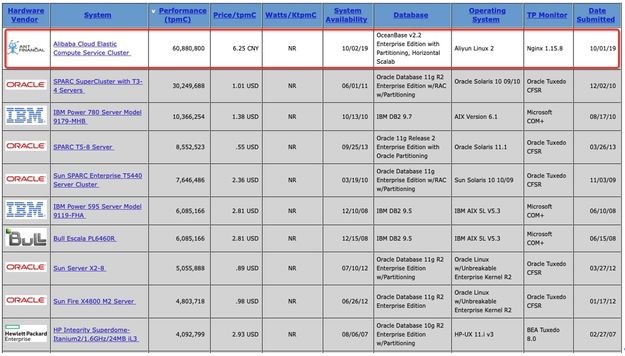 Hardware Vendor System Performance (tpmC) Price/tpmC Watts/KtpmC System Availability Database Operating System TP Monitor Date Submitted
ANT FINANCIAL Alibaba Cloud Elastic Compute Service Cluster 60,880,800 6.25 CNY NR 10/02/19 OceanBase v2.2 Enterprise Edition with Partitioning, Horizontal Scalab Aliyun Linux 2 Nginx 1.15.8 10/01/19
ORACLE SPARC SuperCluster with T3-4 Servers 30,249,688 1.01 USD NR 06/01/11 Oracle Database 11g R2 Enterprise Edition w/RAC w/Partitioning Oracle Solaris 10 09/10 Oracle Tuxedo CFSR 12/02/10
IBM IBM Power 780 Server Model 9179-MHB 10,366,254 1.38 USD NR 10/13/10 IBM DB2 9.7 AIX Version 6.1 Microsoft COM+ 08/17/10
ORACLE SPARC T5-8 Server 8,552,523 .55 USD NR 09/25/13 Oracle 11g Release 2 Enterprise Edition with Oracle Partitioning Oracle Solaris 11.1 Oracle Tuxedo CFSR 03/26/13
ORACLE Sun SPARC Enterprise T5440 Server Cluster 7,646,486 2.36 USD NR 03/19/10 Oracle Database 11g Enterprise Edition w/RAC w/Partitioning Sun Solaris 10 10/09 Oracle Tuxedo CFSR 11/03/09
IBM IBM Power 595 Server Model 9119-FHA 6,085,166 2.81 USD NR 12/10/08 IBM DB2 9.5 IBM AIX 5L V5.3 Microsoft COM+ 06/10/08
Bull Bull Escala PL6460R 6,085,166 2.81 USD NR 12/15/08 IBM DB2 9.5 IBM AIX 5L V5.3 Microsoft COM+ 06/15/08
ORACLE Sun Server X2-8 5,055,888 .89 USD NR 07/10/12 Oracle Database 11g R2 Enterprise Edition w/Partitioning Oracle Linux w/Unbreakable Enterprise Kernel R2 Oracle Tuxedo CFSR 03/27/12
ORACLE Sun Fire X4800 M2 Server 4,803,718 .98 USD NR 06/26/12 Oracle Database 11g R2 Enterprise Edition Oracle Linux w/Unbreakable Enterprise Kernel R2 Oracle Tuxedo CFSR 01/17/12
Hewlett Packard Enterprise HP Integrity Superdome-Itanium2/1.6GHz/24MB iL3 4,092,799 2.93 USD NR 08/06/07 Oracle Database 10g R2 Enterprise Edition w/Partitioning HP-UX 11.i v3 BEA Tuxedo 8.0 02/27/07